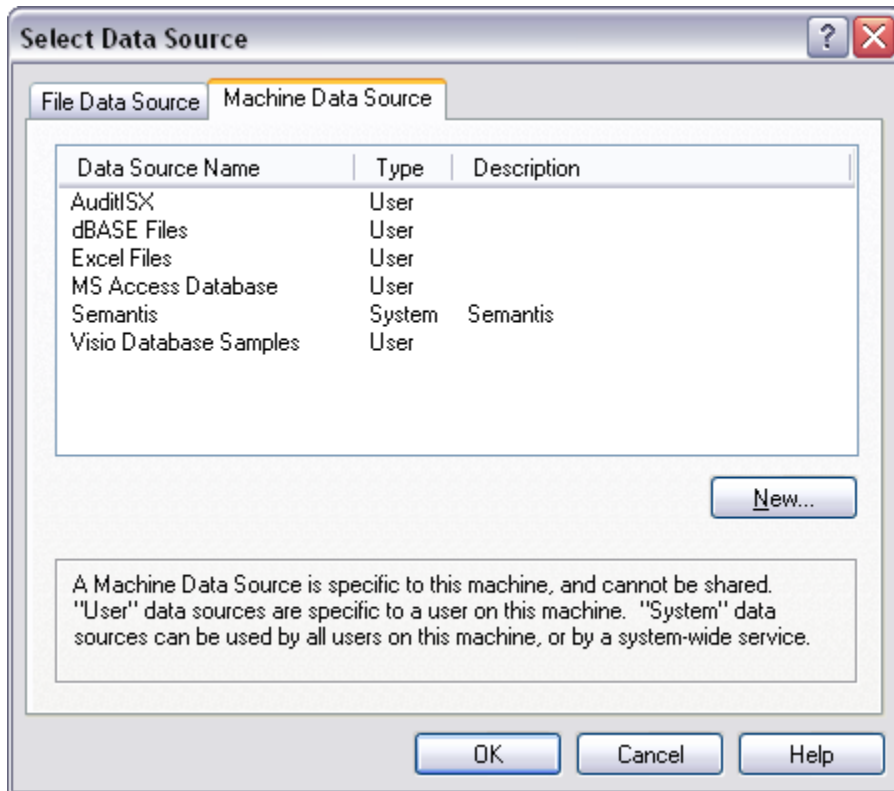 Select Data Source
File Data Source Machine Data Source
Data Source Name Type Description
AuditISX User
dBASE Files User
Excel Files User
MS Access Database User
Semantis System Semantis
Visio Database Samples User
New...
A Machine Data Source is specific to this machine, and cannot be shared.
"User" data sources are specific to a user on this machine. "System" data
sources can be used by all users on this machine, or by a system-wide service.
OK Cancel Help